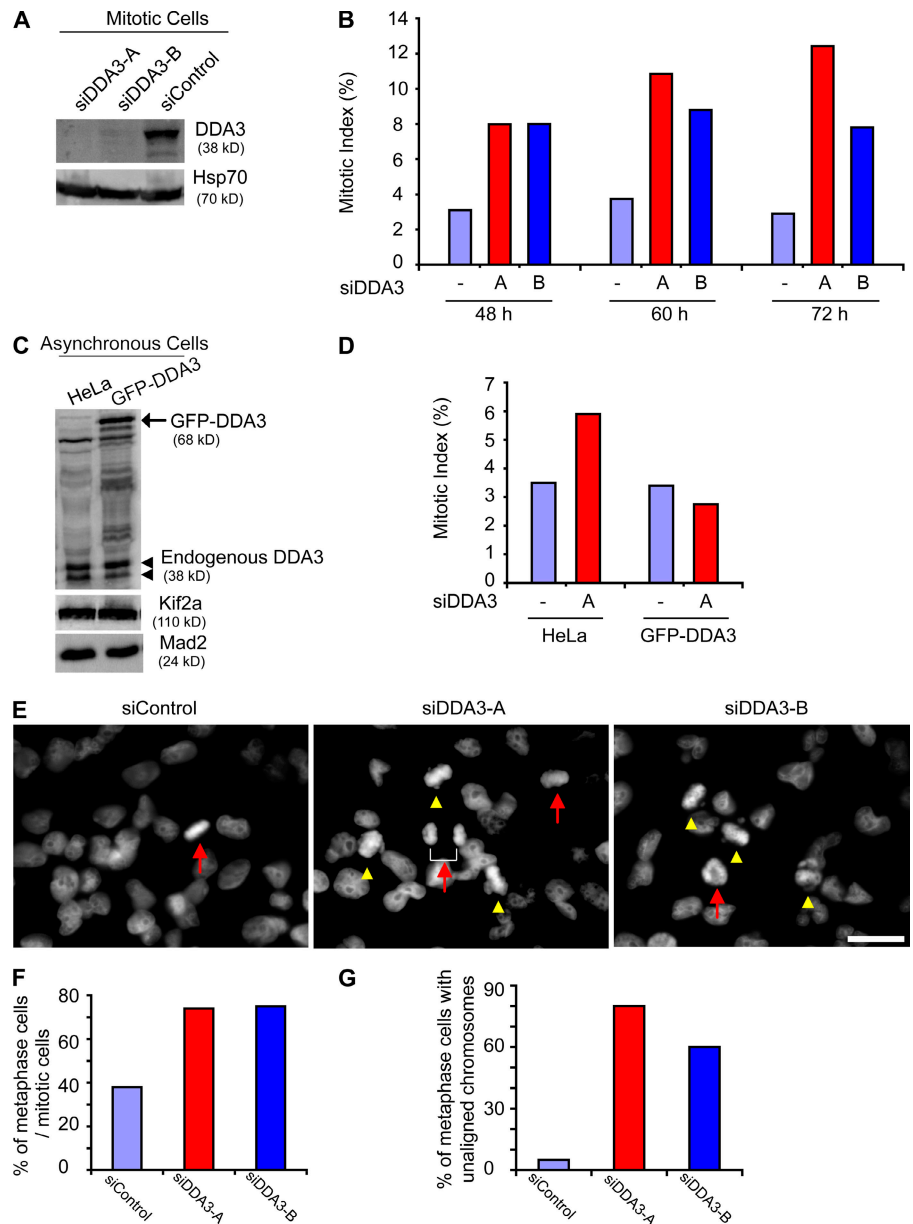 A
Mitotic Cells
siDDA3-A
siDDA3-B
siControl
DDA3
(38 kD)
Hsp70
(70 kD)
B
Mitotic Index (%)
14
12
10
8
6
4
2
0
siDDA3
- A B - A B - A B
48 h 60 h 72 h
C
Asynchronous Cells
HeLa
GFP-DDA3
GFP-DDA3
(68 kD)
Endogenous DDA3
(38 kD)
Kif2a
(110 kD)
Mad2
(24 kD)
D
Mitotic Index (%)
7
6
5
4
3
2
1
0
siDDA3
- A - A
HeLa GFP-DDA3
E
siControl siDDA3-A siDDA3-B
F
% of metaphase cells
/ mitotic cells
80
60
40
20
0
siControl
siDDA3-A
siDDA3-B
G
% of metaphase cells with
unaligned chromosomes
90
60
30
0
siControl
siDDA3-A
siDDA3-B